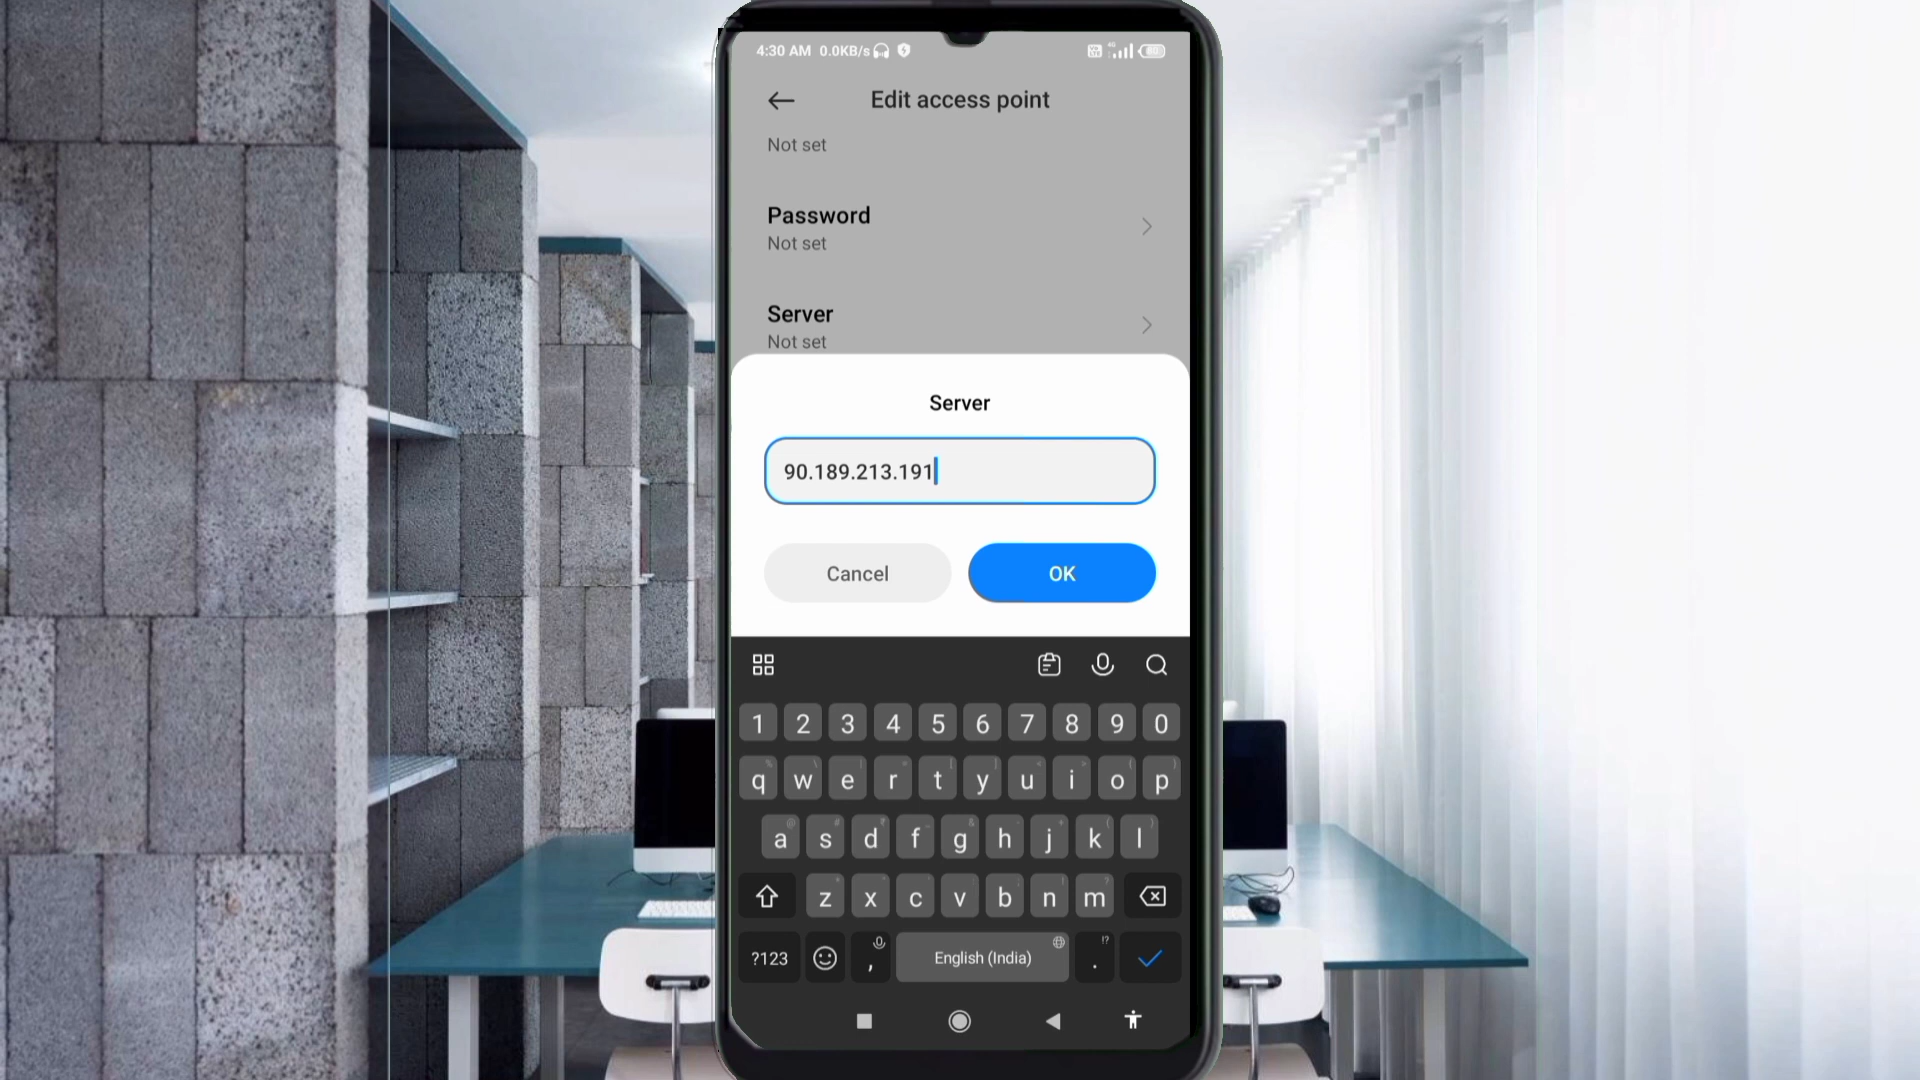 4:30 AM 0.0KB/s
Edit access point
Not set
Password
Not set
Server
Not set
Server
90.189.213.191
Cancel
OK
1 2 3 4 5 6 7 8 9 0
q w e r t y u i o p
a s d f g h j k l
z x c v b n m
?123 , English (India) .